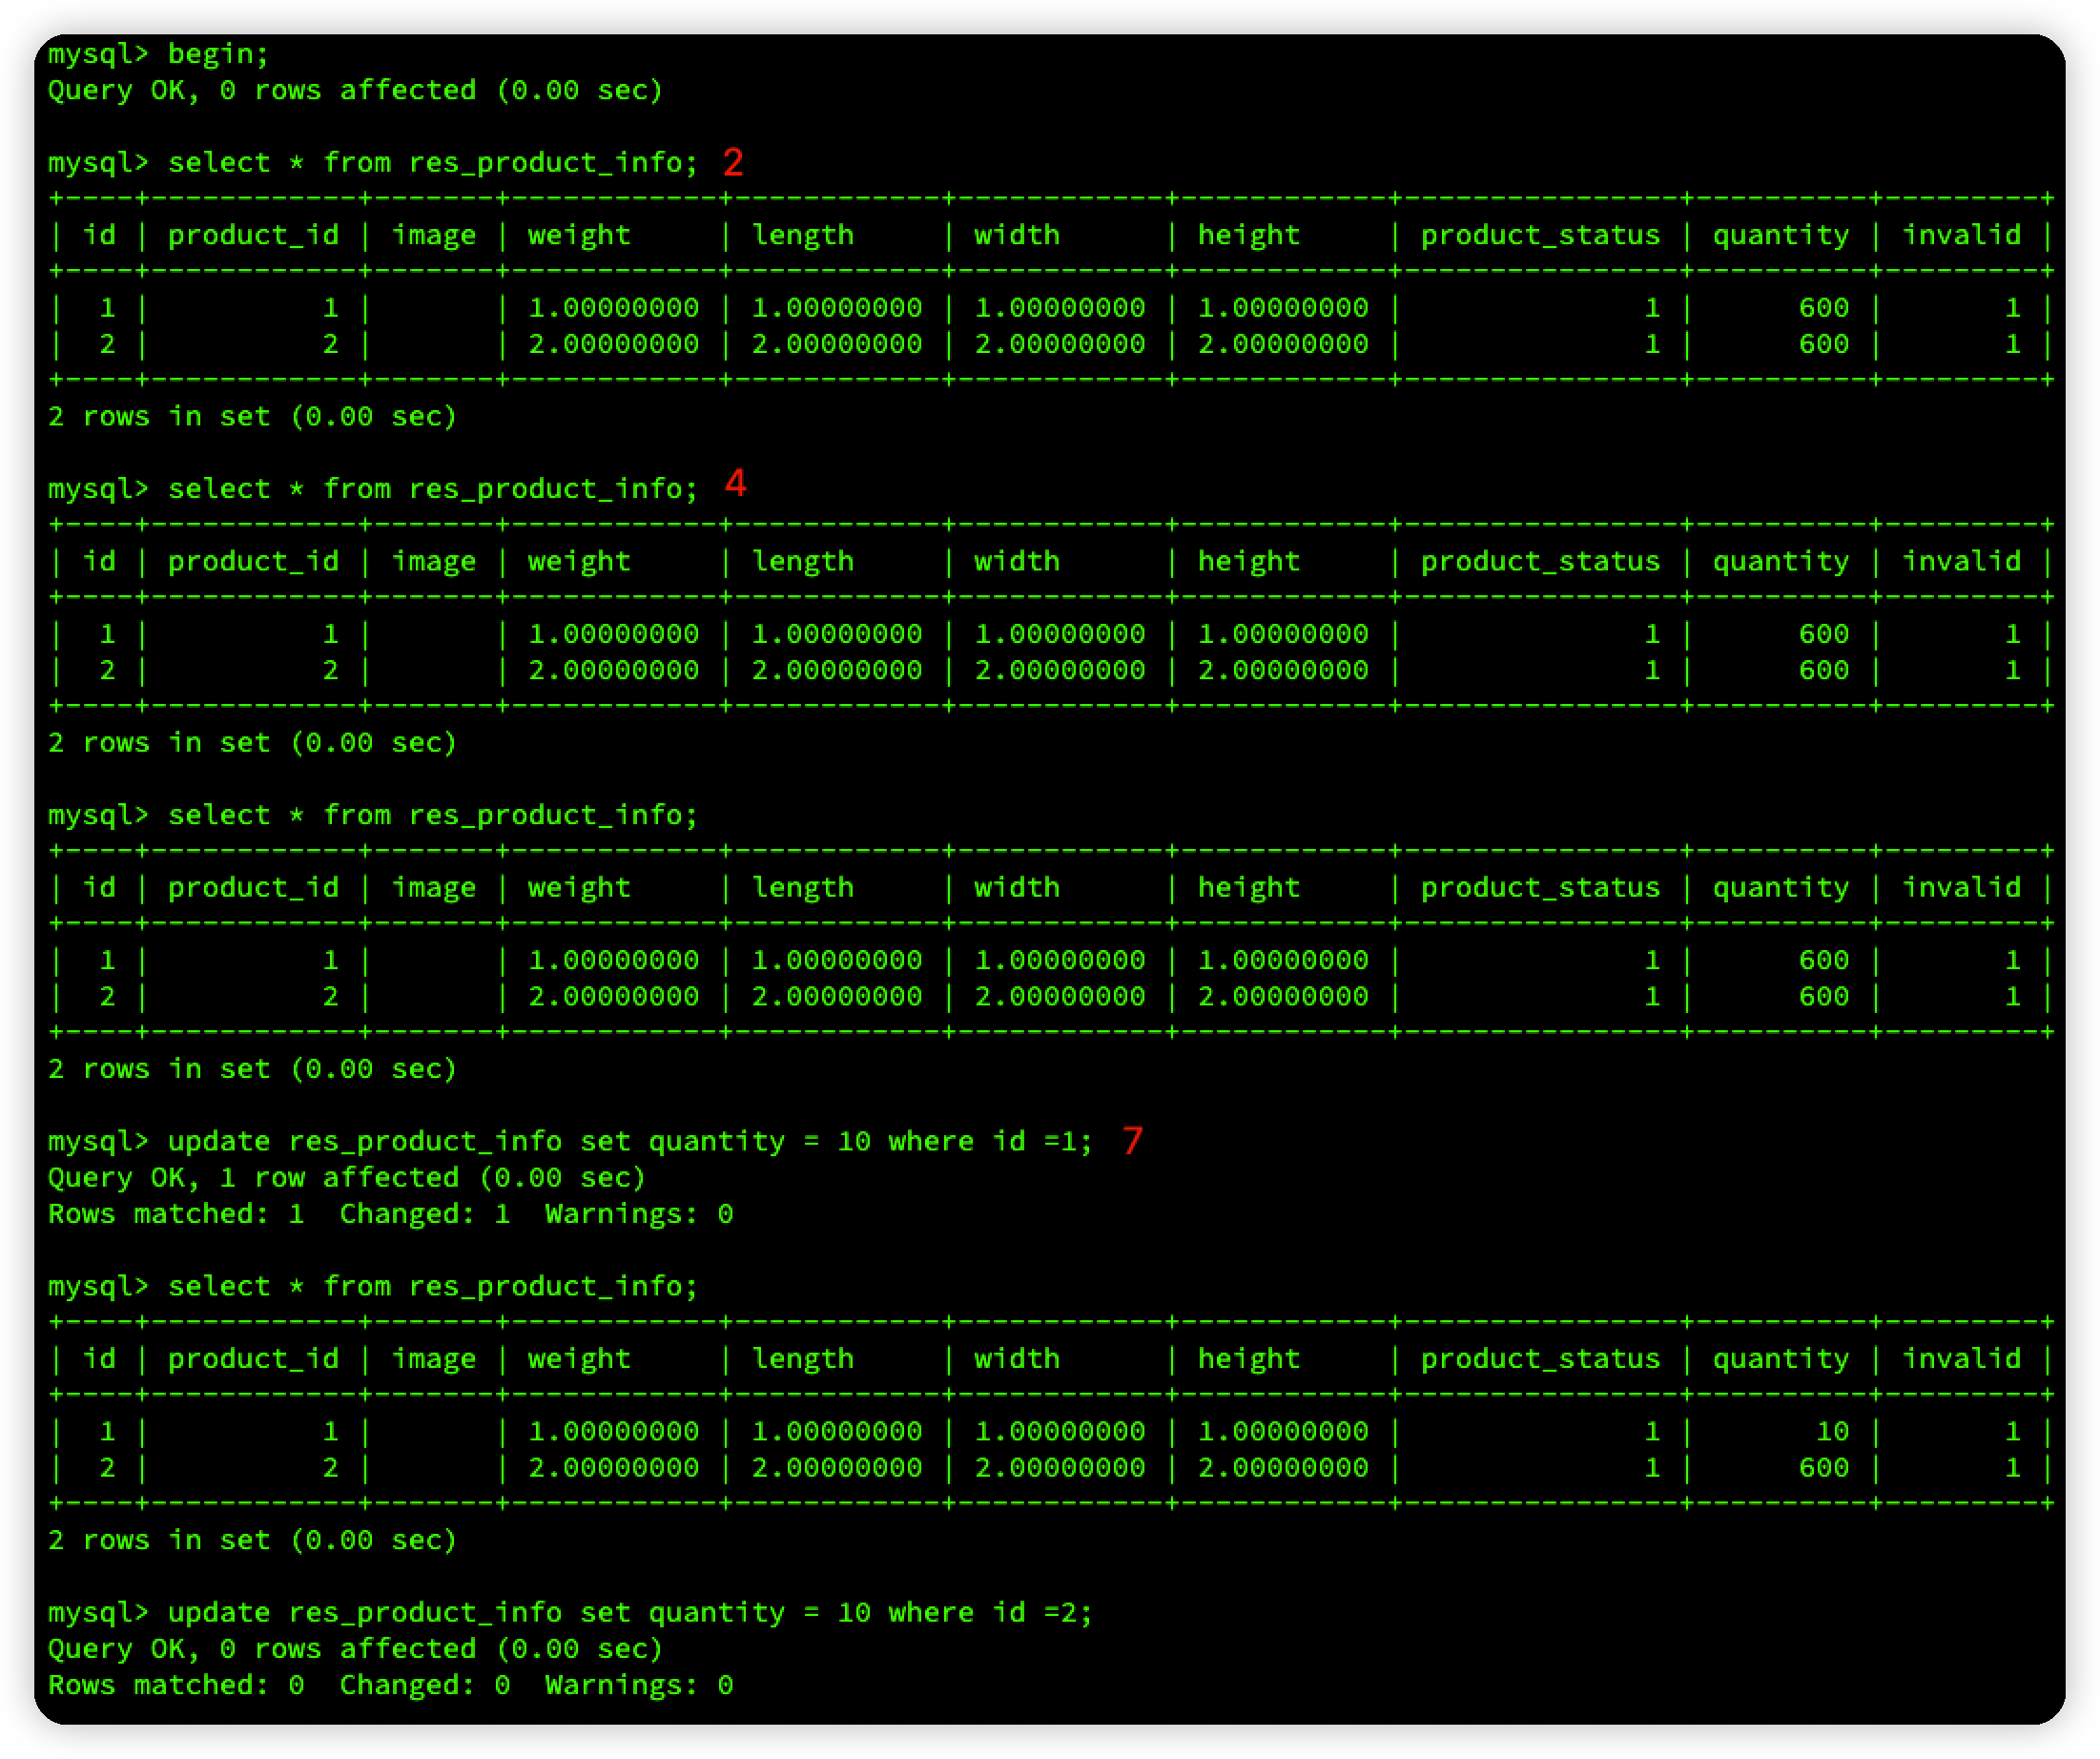 mysql> begin;
Query OK, 0 rows affected (0.00 sec)
mysql> select * from res_product_info; 2
+----+------------+-------+------------+------------+------------+------------+----------------+----------+---------+
| id | product_id | image | weight     | length     | width      | height     | product_status | quantity | invalid |
+----+------------+-------+------------+------------+------------+------------+----------------+----------+---------+
|  1 |          1 |       | 1.00000000 | 1.00000000 | 1.00000000 | 1.00000000 |              1 |      600 |       1 |
|  2 |          2 |       | 2.00000000 | 2.00000000 | 2.00000000 | 2.00000000 |              1 |      600 |       1 |
+----+------------+-------+------------+------------+------------+------------+----------------+----------+---------+
2 rows in set (0.00 sec)
mysql> select * from res_product_info; 4
+----+------------+-------+------------+------------+------------+------------+----------------+----------+---------+
| id | product_id | image | weight     | length     | width      | height     | product_status | quantity | invalid |
+----+------------+-------+------------+------------+------------+------------+----------------+----------+---------+
|  1 |          1 |       | 1.00000000 | 1.00000000 | 1.00000000 | 1.00000000 |              1 |      600 |       1 |
|  2 |          2 |       | 2.00000000 | 2.00000000 | 2.00000000 | 2.00000000 |              1 |      600 |       1 |
+----+------------+-------+------------+------------+------------+------------+----------------+----------+---------+
2 rows in set (0.00 sec)
mysql> select * from res_product_info;
+----+------------+-------+------------+------------+------------+------------+----------------+----------+---------+
| id | product_id | image | weight     | length     | width      | height     | product_status | quantity | invalid |
+----+------------+-------+------------+------------+------------+------------+----------------+----------+---------+
|  1 |          1 |       | 1.00000000 | 1.00000000 | 1.00000000 | 1.00000000 |              1 |      600 |       1 |
|  2 |          2 |       | 2.00000000 | 2.00000000 | 2.00000000 | 2.00000000 |              1 |      600 |       1 |
+----+------------+-------+------------+------------+------------+------------+----------------+----------+---------+
2 rows in set (0.00 sec)
mysql> update res_product_info set quantity = 10 where id =1; 7
Query OK, 1 row affected (0.00 sec)
Rows matched: 1  Changed: 1  Warnings: 0
mysql> select * from res_product_info;
+----+------------+-------+------------+------------+------------+------------+----------------+----------+---------+
| id | product_id | image | weight     | length     | width      | height     | product_status | quantity | invalid |
+----+------------+-------+------------+------------+------------+------------+----------------+----------+---------+
|  1 |          1 |       | 1.00000000 | 1.00000000 | 1.00000000 | 1.00000000 |              1 |       10 |       1 |
|  2 |          2 |       | 2.00000000 | 2.00000000 | 2.00000000 | 2.00000000 |              1 |      600 |       1 |
+----+------------+-------+------------+------------+------------+------------+----------------+----------+---------+
2 rows in set (0.00 sec)
mysql> update res_product_info set quantity = 10 where id =2;
Query OK, 0 rows affected (0.00 sec)
Rows matched: 0  Changed: 0  Warnings: 0